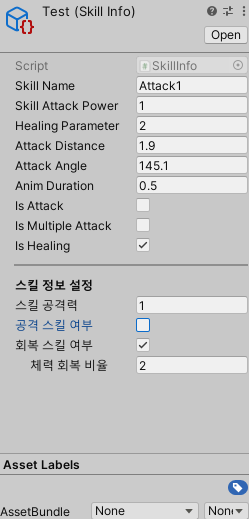 Test (Skill Info)
Open
Script SkillInfo
Skill Name Attack1
Skill Attack Power 1
Healing Parameter 2
Attack Distance 1.9
Attack Angle 145.1
Anim Duration 0.5
Is Attack
Is Multiple Attack
Is Healing
스킬 정보 설정
스킬 공격력 1
공격 스킬 여부
회복 스킬 여부
체력 회복 비율 2
Asset Labels
AssetBundle None None